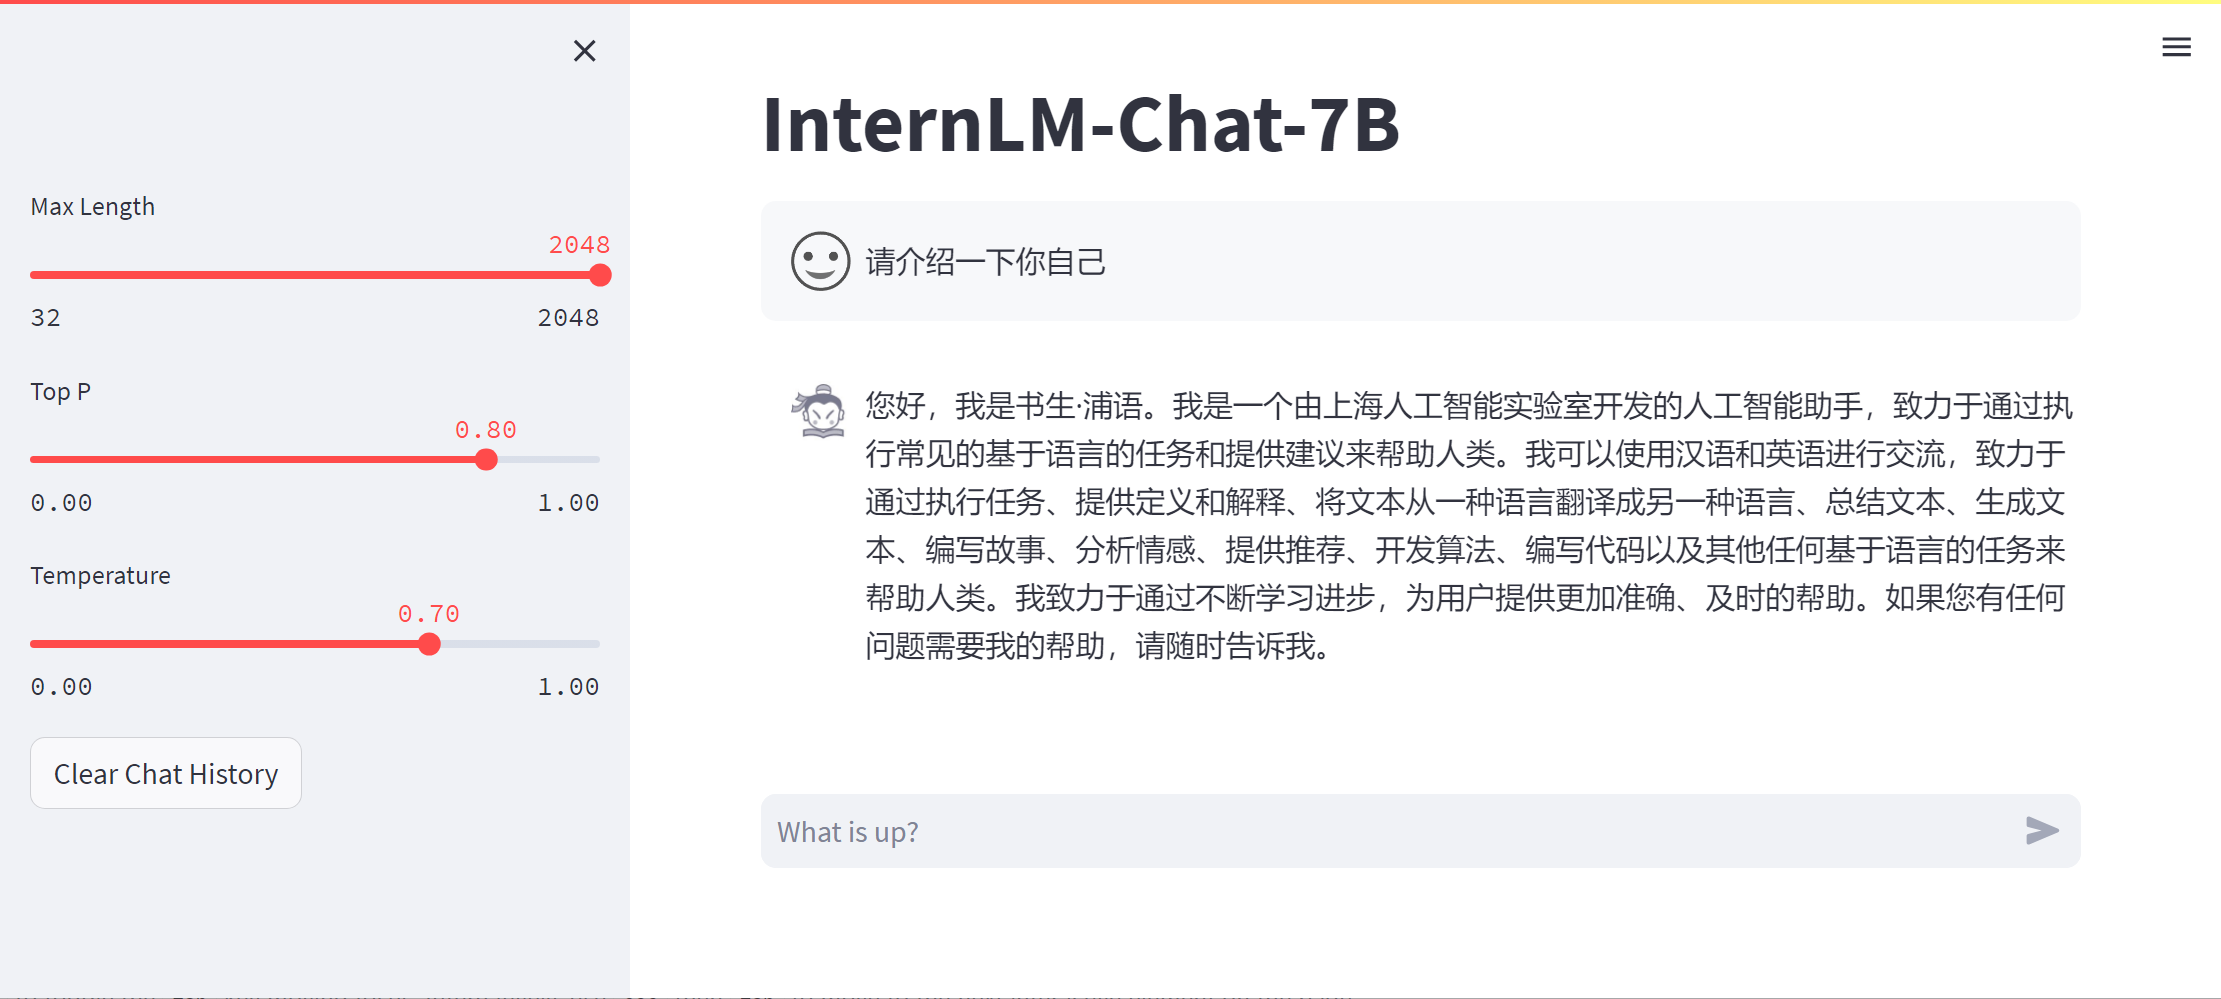 Max Length
2048
32 2048
Top P
0.80
0.00 1.00
Temperature
0.70
0.00 1.00
Clear Chat History
InternLM-Chat-7B
请介绍一下你自己
您好，我是书生·浦语。我是一个由上海人工智能实验室开发的人工智能助手，致力于通过执
行常见的基于语言的任务和提供建议来帮助人类。我可以使用汉语和英语进行交流，致力于
通过执行任务、提供定义和解释、将文本从一种语言翻译成另一种语言、总结文本、生成文
本、编写故事、分析情感、提供推荐、开发算法、编写代码以及其他任何基于语言的任务来
帮助人类。我致力于通过不断学习进步，为用户提供更加准确、及时的帮助。如果您有任何
问题需要我的帮助，请随时告诉我。
What is up?